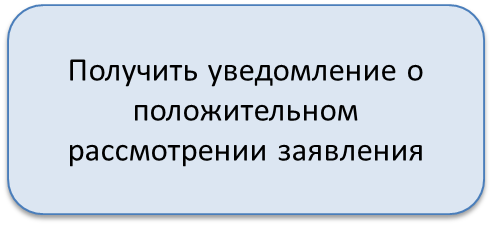 Получить уведомление о
положительном
рассмотрении заявления